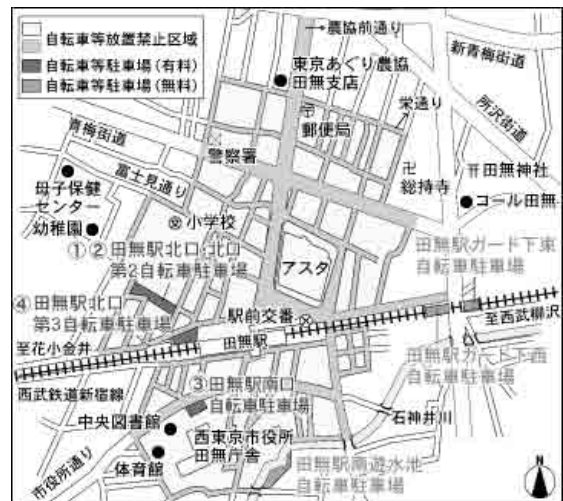 自転車等放置禁止区域
自転車等駐車場(有料)
自転車等駐車場(無料)
→農協前通り
東京あぐり農協
田無支店
新青梅街道
所沢街道
栄通り
郵便局
青梅街道
警察署
富士見通り
母子保健
センター
幼稚園
小学校
総持寺
田無神社
コール田無
アスタ
①②田無駅北口・北口
第2自転車駐車場
田無駅ガード下東
自転車駐車場
④田無駅北口
第3自転車駐車場
駅前交番
田無駅
至花小金井
至西武柳沢
西武鉄道新宿線
田無駅ガード下西
自転車駐車場
③田無駅南口
自転車駐車場
中央図書館
石神井川
西東京市役所
田無庁舎
市役所通り
体育館
田無駅南遊水池
自転車駐車場
N